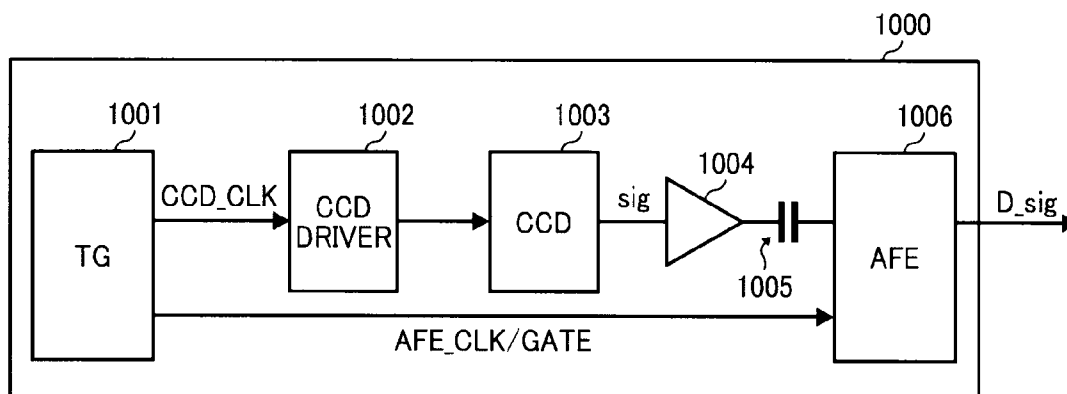 1000
1001
1002
1003
1006
1004
CCD_CLK
CCD
DRIVER
sig
D_sig
TG
CCD
AFE
1005
AFE_CLK/GATE